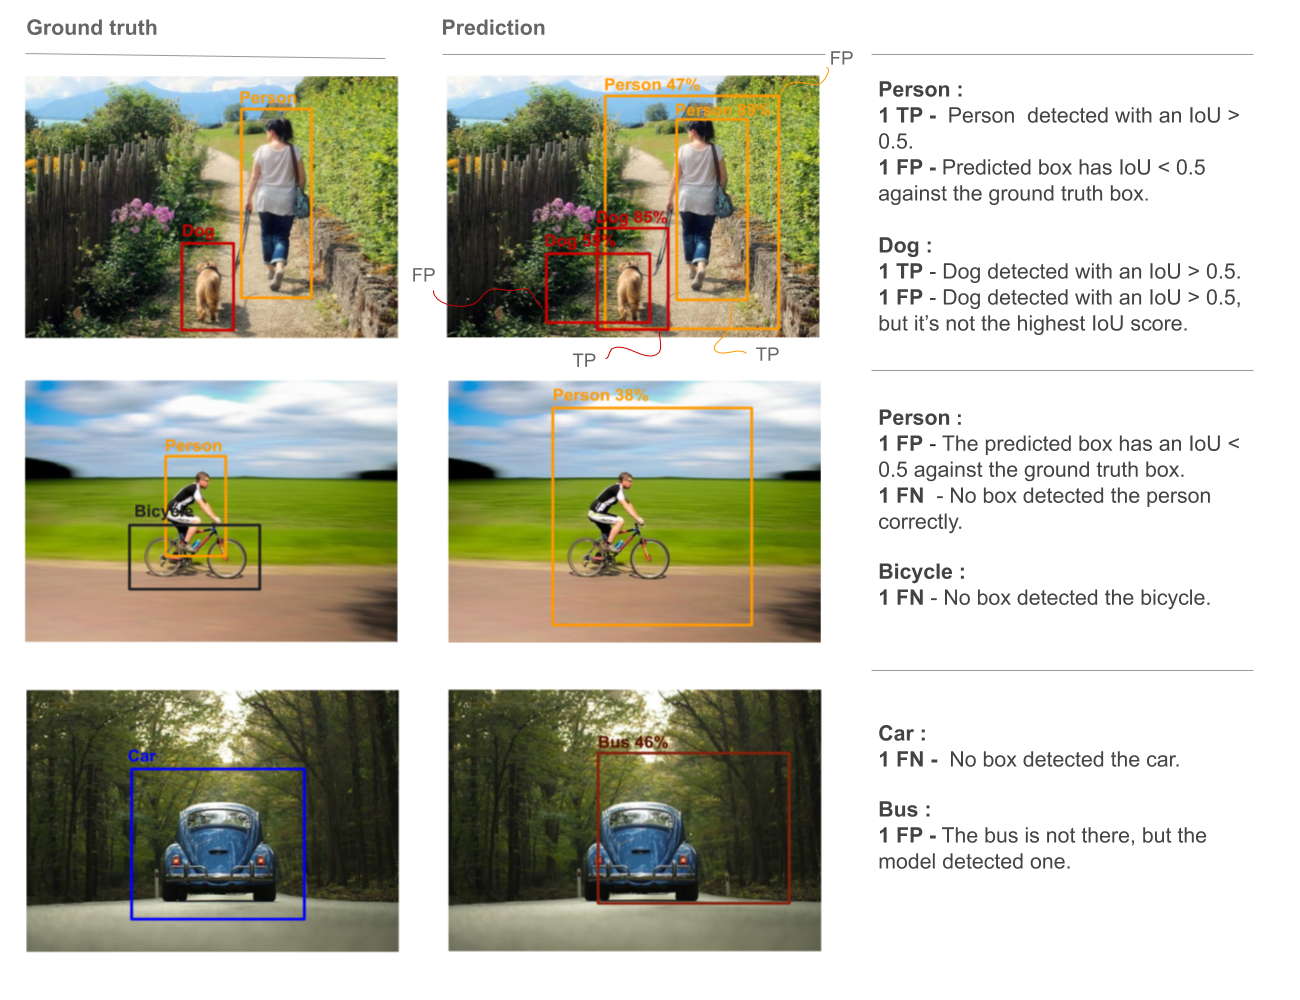 Ground truth
Prediction
FP
Person
Dog
Person 47%
Person 89%
Dog 85%
Dog 58%
FP
TP
TP
Person :
1 TP - Person detected with an IoU >
0.5.
1 FP - Predicted box has IoU < 0.5
against the ground truth box.
Dog :
1 TP - Dog detected with an IoU > 0.5.
1 FP - Dog detected with an IoU > 0.5,
but it’s not the highest IoU score.
Person
Bicycle
Person 38%
Person :
1 FP - The predicted box has an IoU <
0.5 against the ground truth box.
1 FN - No box detected the person
correctly.
Bicycle :
1 FN - No box detected the bicycle.
Car
Bus 46%
Car :
1 FN - No box detected the car.
Bus :
1 FP - The bus is not there, but the
model detected one.